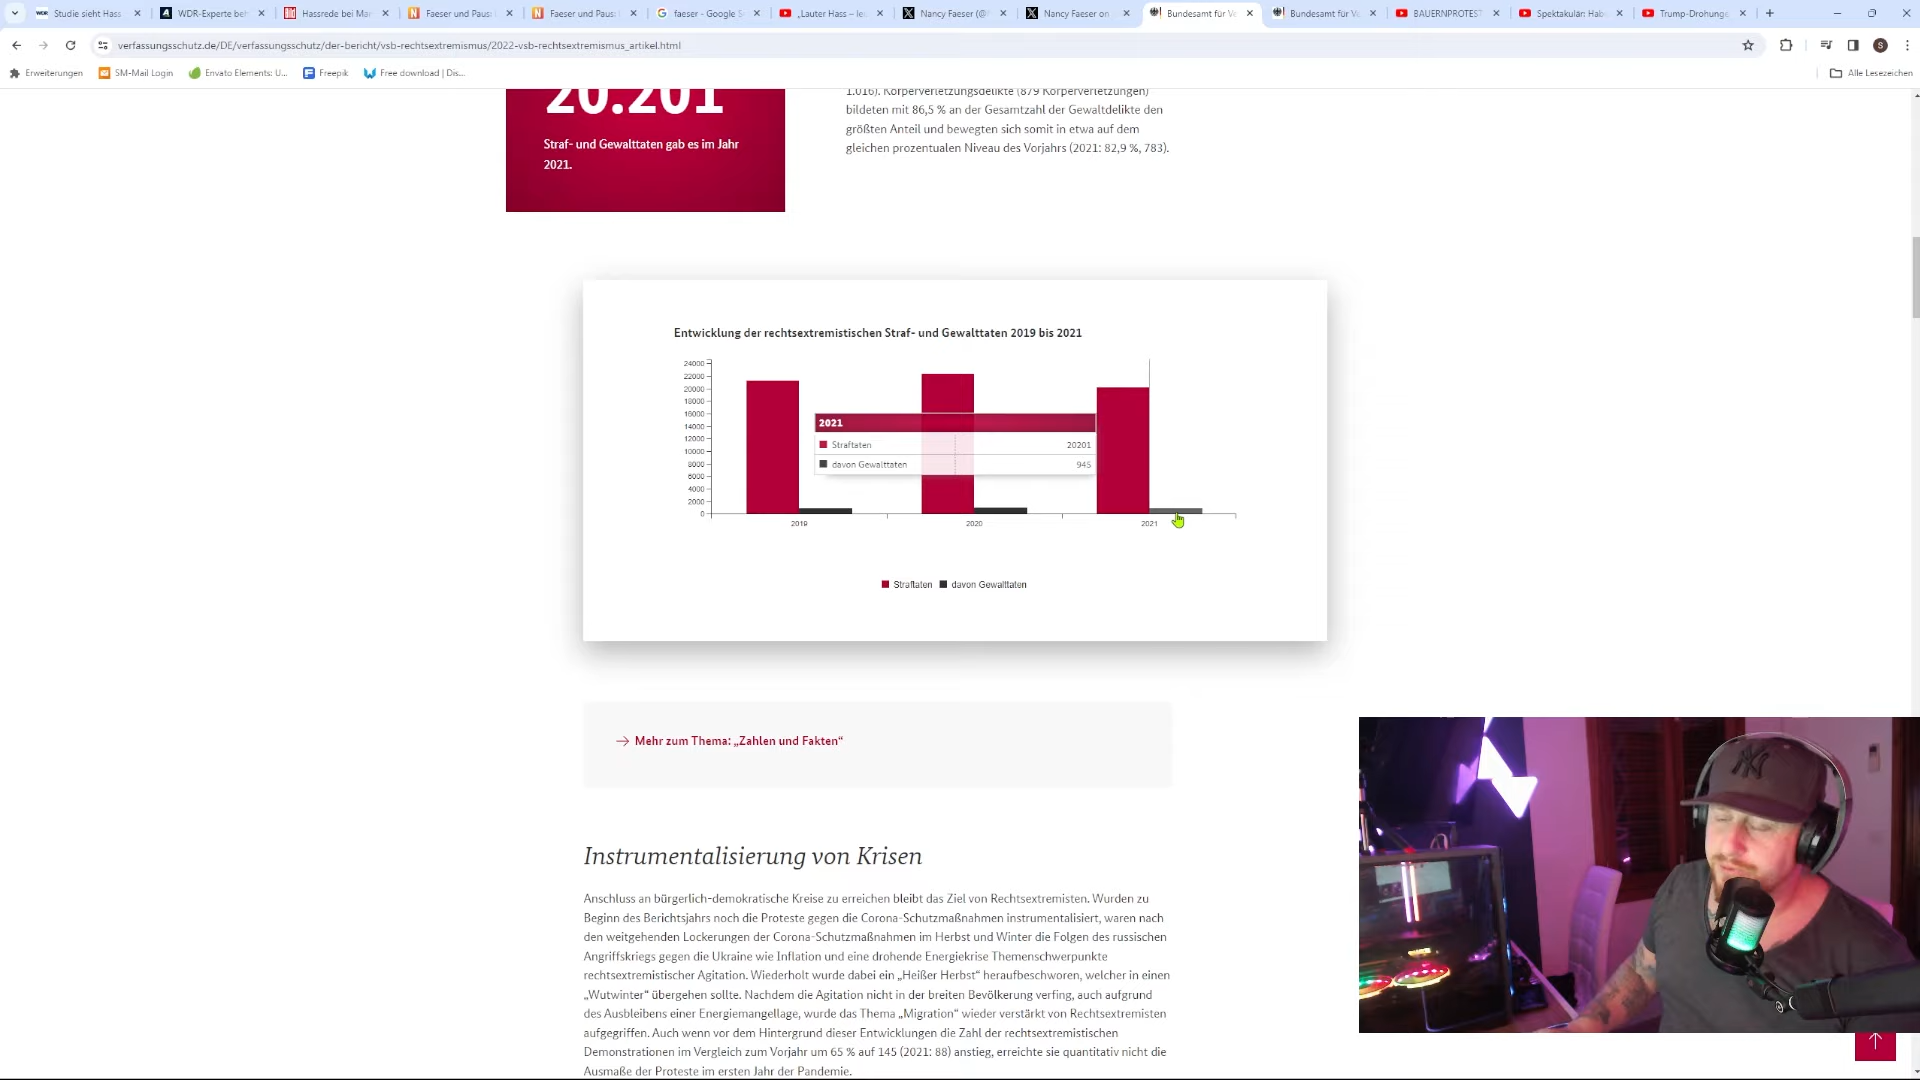 Studie sieht Hass
WDR-Experte be
Hassrede bei Ma
Faeser und Paus
Faeser und Paus
faeser - Google S
„Lauter Hass – le
Nancy Faeser (@
Nancy Faeser on
Bundesamt für Ve
Bundesamt für Ve
BAUERNPROTEST
Spektakulär: Hab
Trump-Drohunge
verfassungsschutz.de/DE/verfassungsschutz/der-bericht/vsb-rechtsextremismus/2022-vsb-rechtsextremismus_artikel.html
S
Erweiterungen
SM-Mail Login
Envato Elements: U...
Freepik
Free download | Dis...
Alle Lesezeichen
20.201
Straf- und Gewalttaten gab es im Jahr
2021.
1.016). Körperverletzungsdelikte (879 Körperverletzungen)
bildeten mit 86,5 % an der Gesamtzahl der Gewaltdelikte den
größten Anteil und bewegten sich somit in etwa auf dem
gleichen prozentualen Niveau des Vorjahrs (2021: 82,9 %, 783).
Entwicklung der rechtsextremistischen Straf- und Gewalttaten 2019 bis 2021
24000
22000
20000
18000
16000
14000
12000
10000
8000
6000
4000
2000
0
2021
Straftaten 20201
davon Gewalttaten 945
2019 2020 2021
Straftaten davon Gewalttaten
Mehr zum Thema: „Zahlen und Fakten“
Instrumentalisierung von Krisen
Anschluss an bürgerlich-demokratische Kreise zu erreichen bleibt das Ziel von Rechtsextremisten. Wurden zu
Beginn des Berichtsjahrs noch die Proteste gegen die Corona-Schutzmaßnahmen instrumentalisiert, waren nach
den weitgehenden Lockerungen der Corona-Schutzmaßnahmen im Herbst und Winter die Folgen des russischen
Angriffskriegs gegen die Ukraine wie Inflation und eine drohende Energiekrise Themenschwerpunkte
rechtsextremistischer Agitation. Wiederholt wurde dabei ein „Heißer Herbst“ heraufbeschworen, welcher in einen
„Wutwinter“ übergehen sollte. Nachdem die Agitation nicht in der breiten Bevölkerung verfing, auch aufgrund
des Ausbleibens einer Energiemangellage, wurde das Thema „Migration“ wieder verstärkt von Rechtsextremisten
aufgegriffen. Auch wenn vor dem Hintergrund dieser Entwicklungen die Zahl der rechtsextremistischen
Demonstrationen im Vergleich zum Vorjahr um 65 % auf 145 (2021: 88) anstieg, erreichte sie quantitativ nicht die
Ausmaße der Proteste im ersten Jahr der Pandemie.